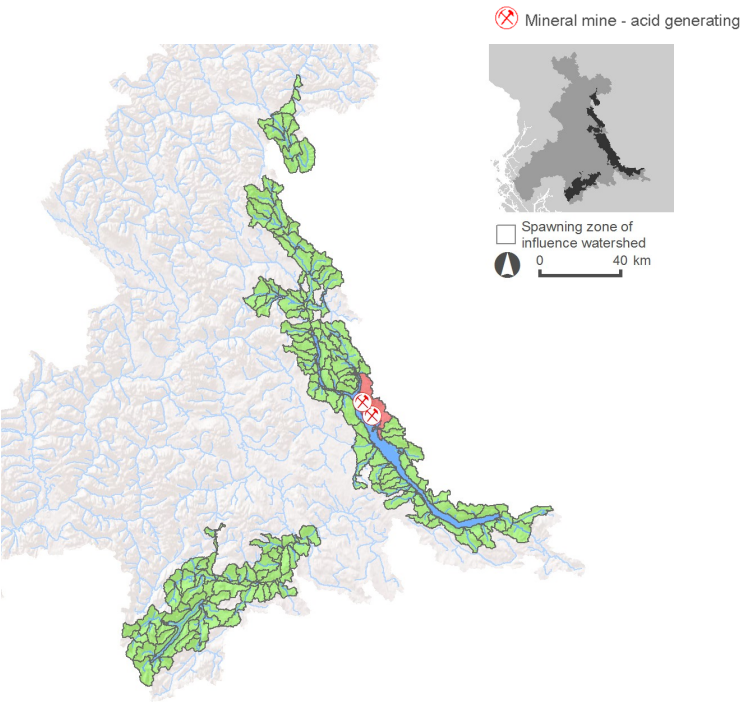 Mineral mine - acid generating
Spawning zone of
influence watershed
0 40 km